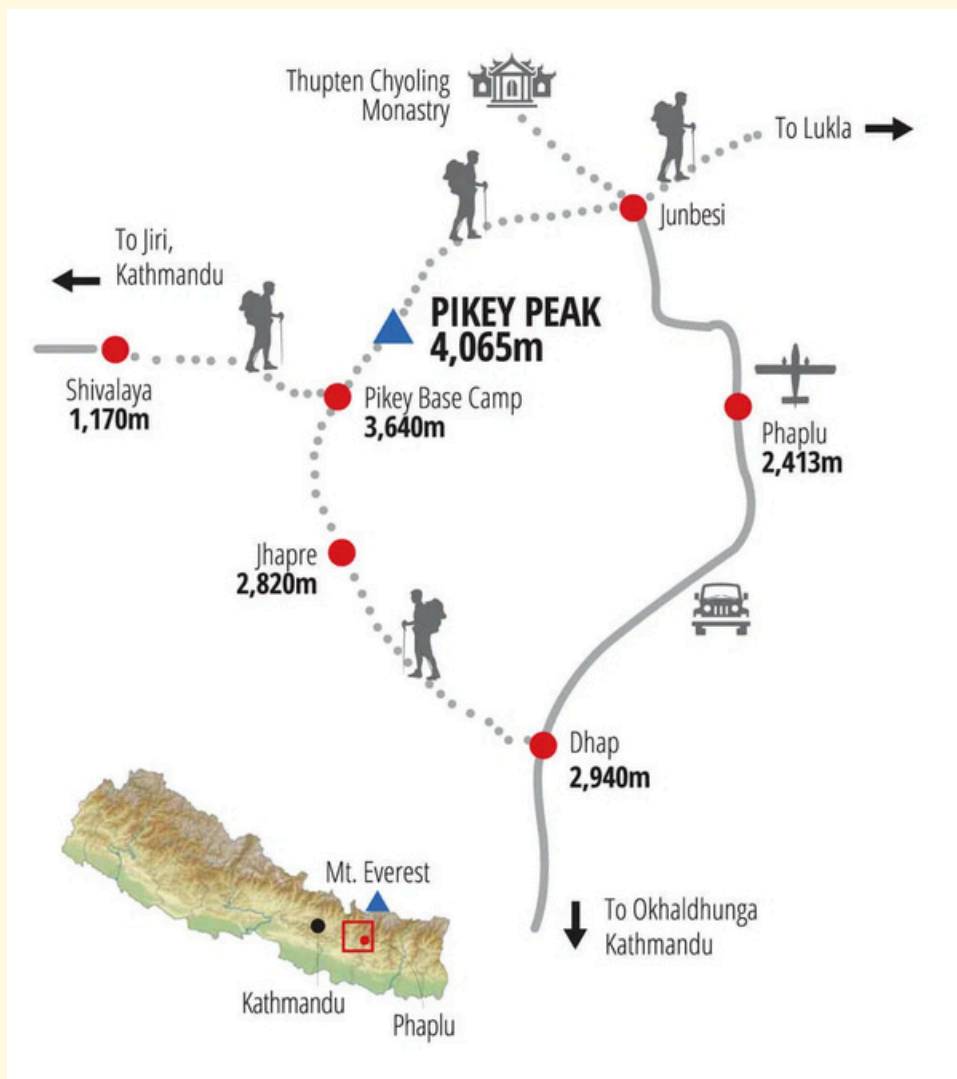 Thupten Chyoling
Monastry
To Lukla
Junbesi
To Jiri,
Kathmandu
PIKEY PEAK
4,065m
Shivalaya
1,170m
Pikey Base Camp
3,640m
Phaplu
2,413m
Jhapre
2,820m
Dhap
2,940m
Mt. Everest
To Okhaldhunga
Kathmandu
Kathmandu
Phaplu